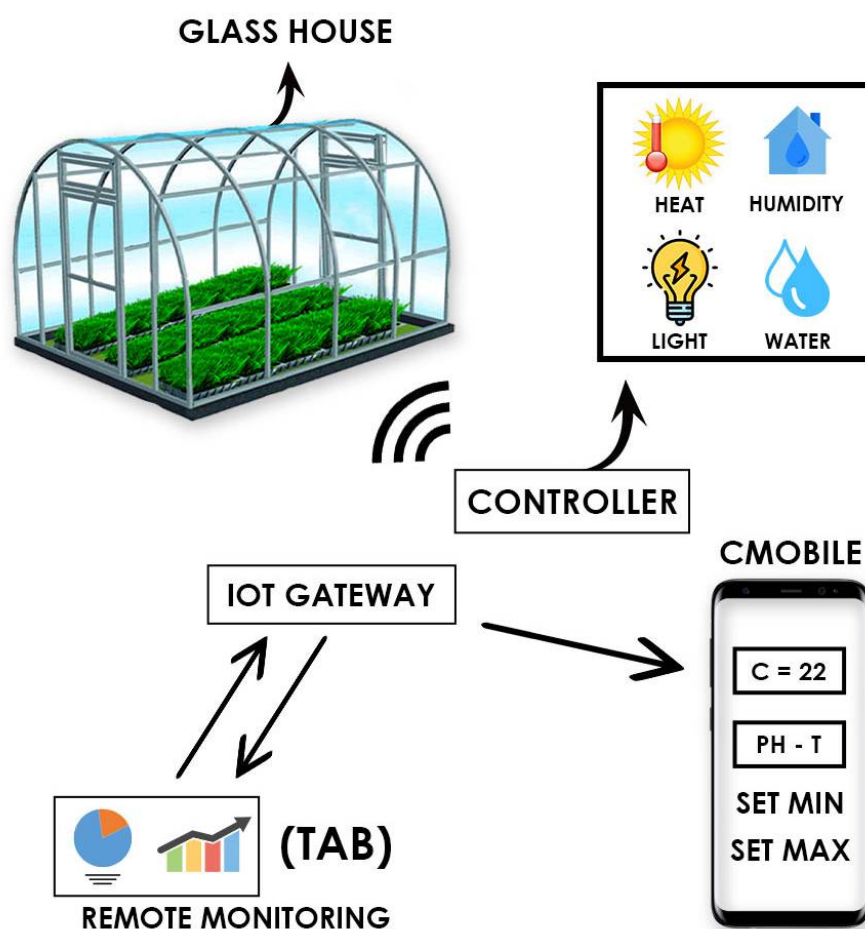 GLASS HOUSE
HEAT
HUMIDITY
LIGHT
WATER
CONTROLLER
IOT GATEWAY
CMOBILE
C = 22
PH - T
SET MIN
SET MAX
(TAB)
REMOTE MONITORING